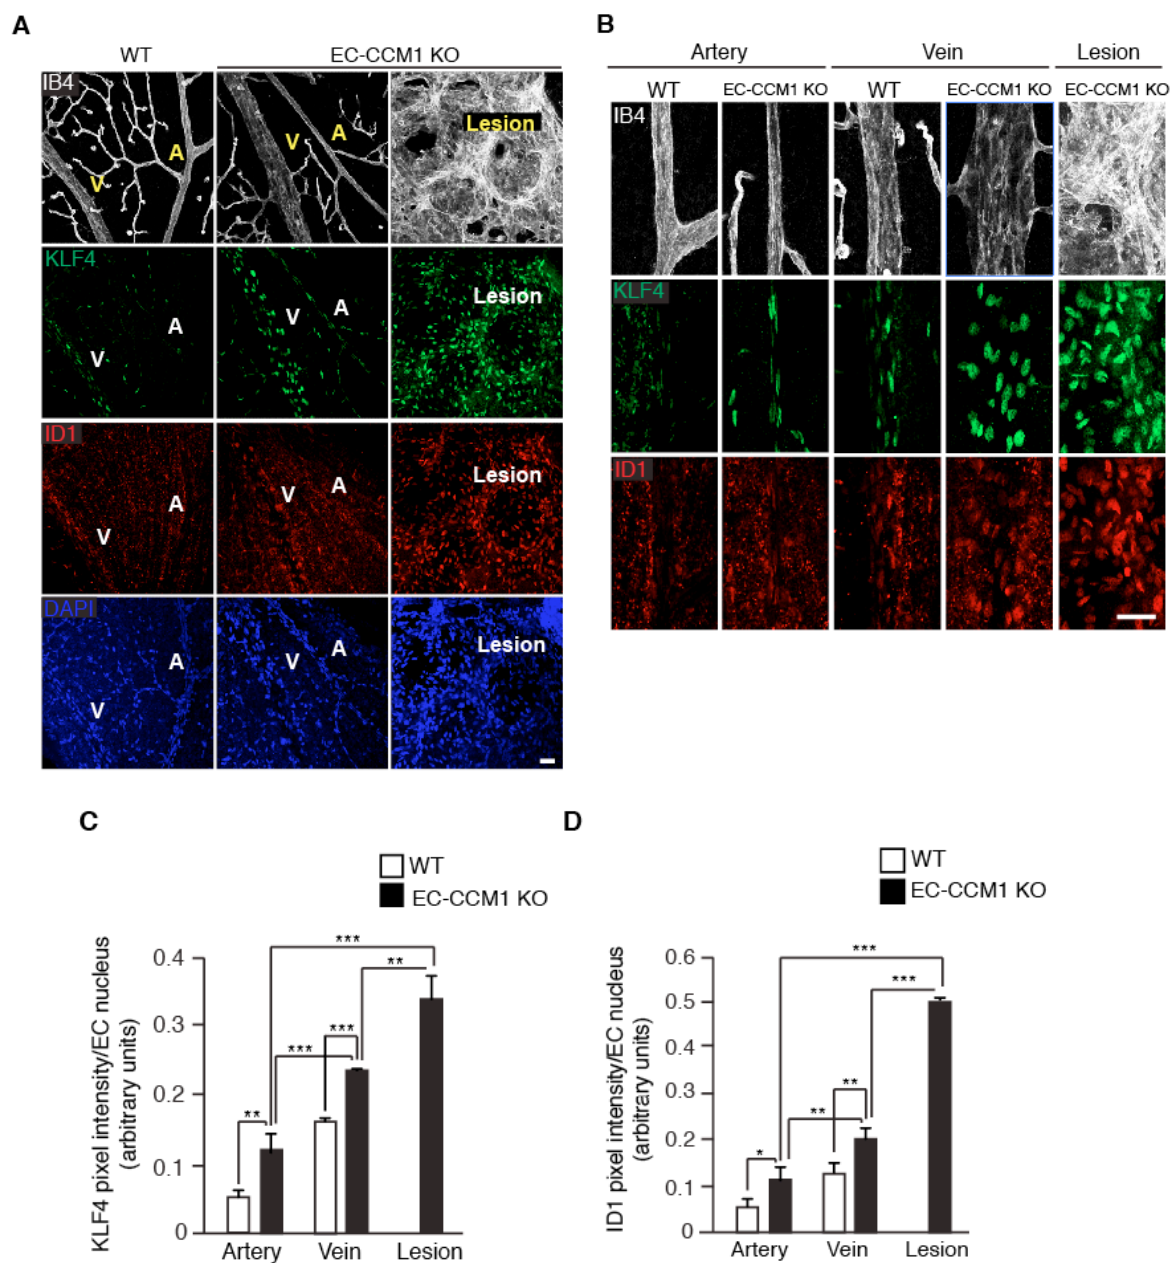 A
WT
EC-CCM1 KO
IB4
V
A
V
A
Lesion
KLF4
V
A
V
A
Lesion
ID1
V
A
V
A
Lesion
DAPI
V
A
V
A
Lesion
B
Artery
Vein
Lesion
WT
EC-CCM1 KO
WT
EC-CCM1 KO
EC-CCM1 KO
IB4
KLF4
ID1
C
WT
EC-CCM1 KO
KLF4 pixel intensity/EC nucleus
(arbitrary units)
0.4
0.3
0.2
0.1
0
***
**
***
***
**
Artery
Vein
Lesion
D
WT
EC-CCM1 KO
ID1 pixel intensity/EC nucleus
(arbitrary units)
0.6
0.5
0.4
0.3
0.2
0.1
0
***
***
**
**
*
Artery
Vein
Lesion